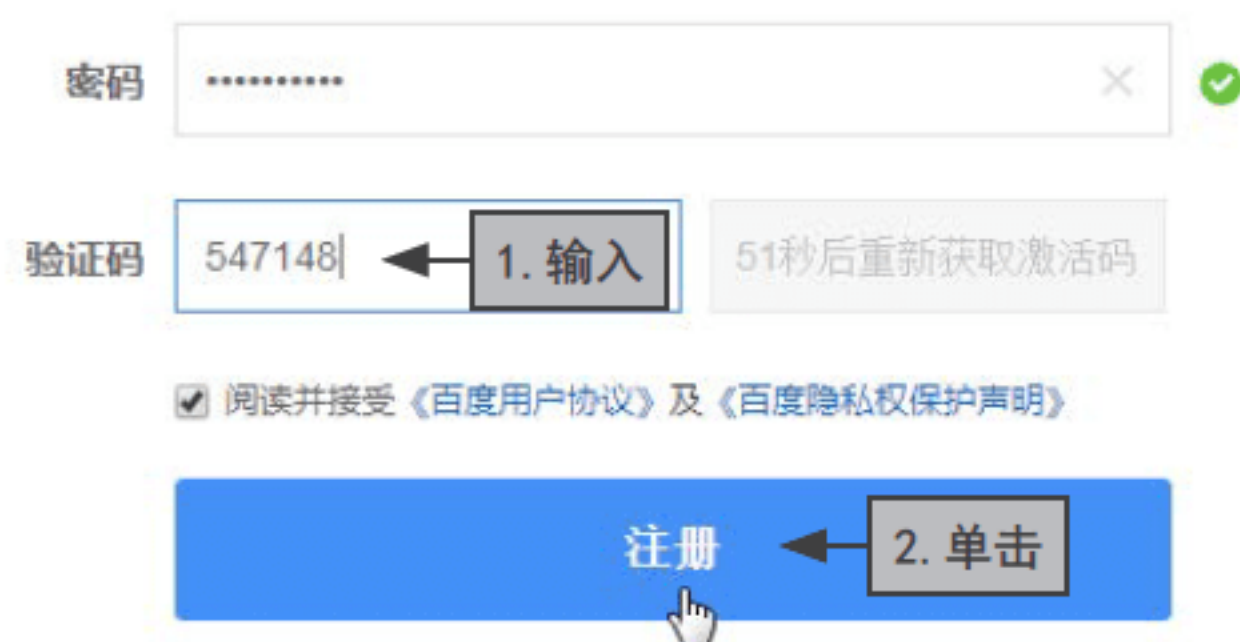 密码 ••••••••••
验证码 547148 1. 输入 51秒后重新获取激活码
阅读并接受《百度用户协议》及《百度隐私权保护声明》
注册 2. 单击